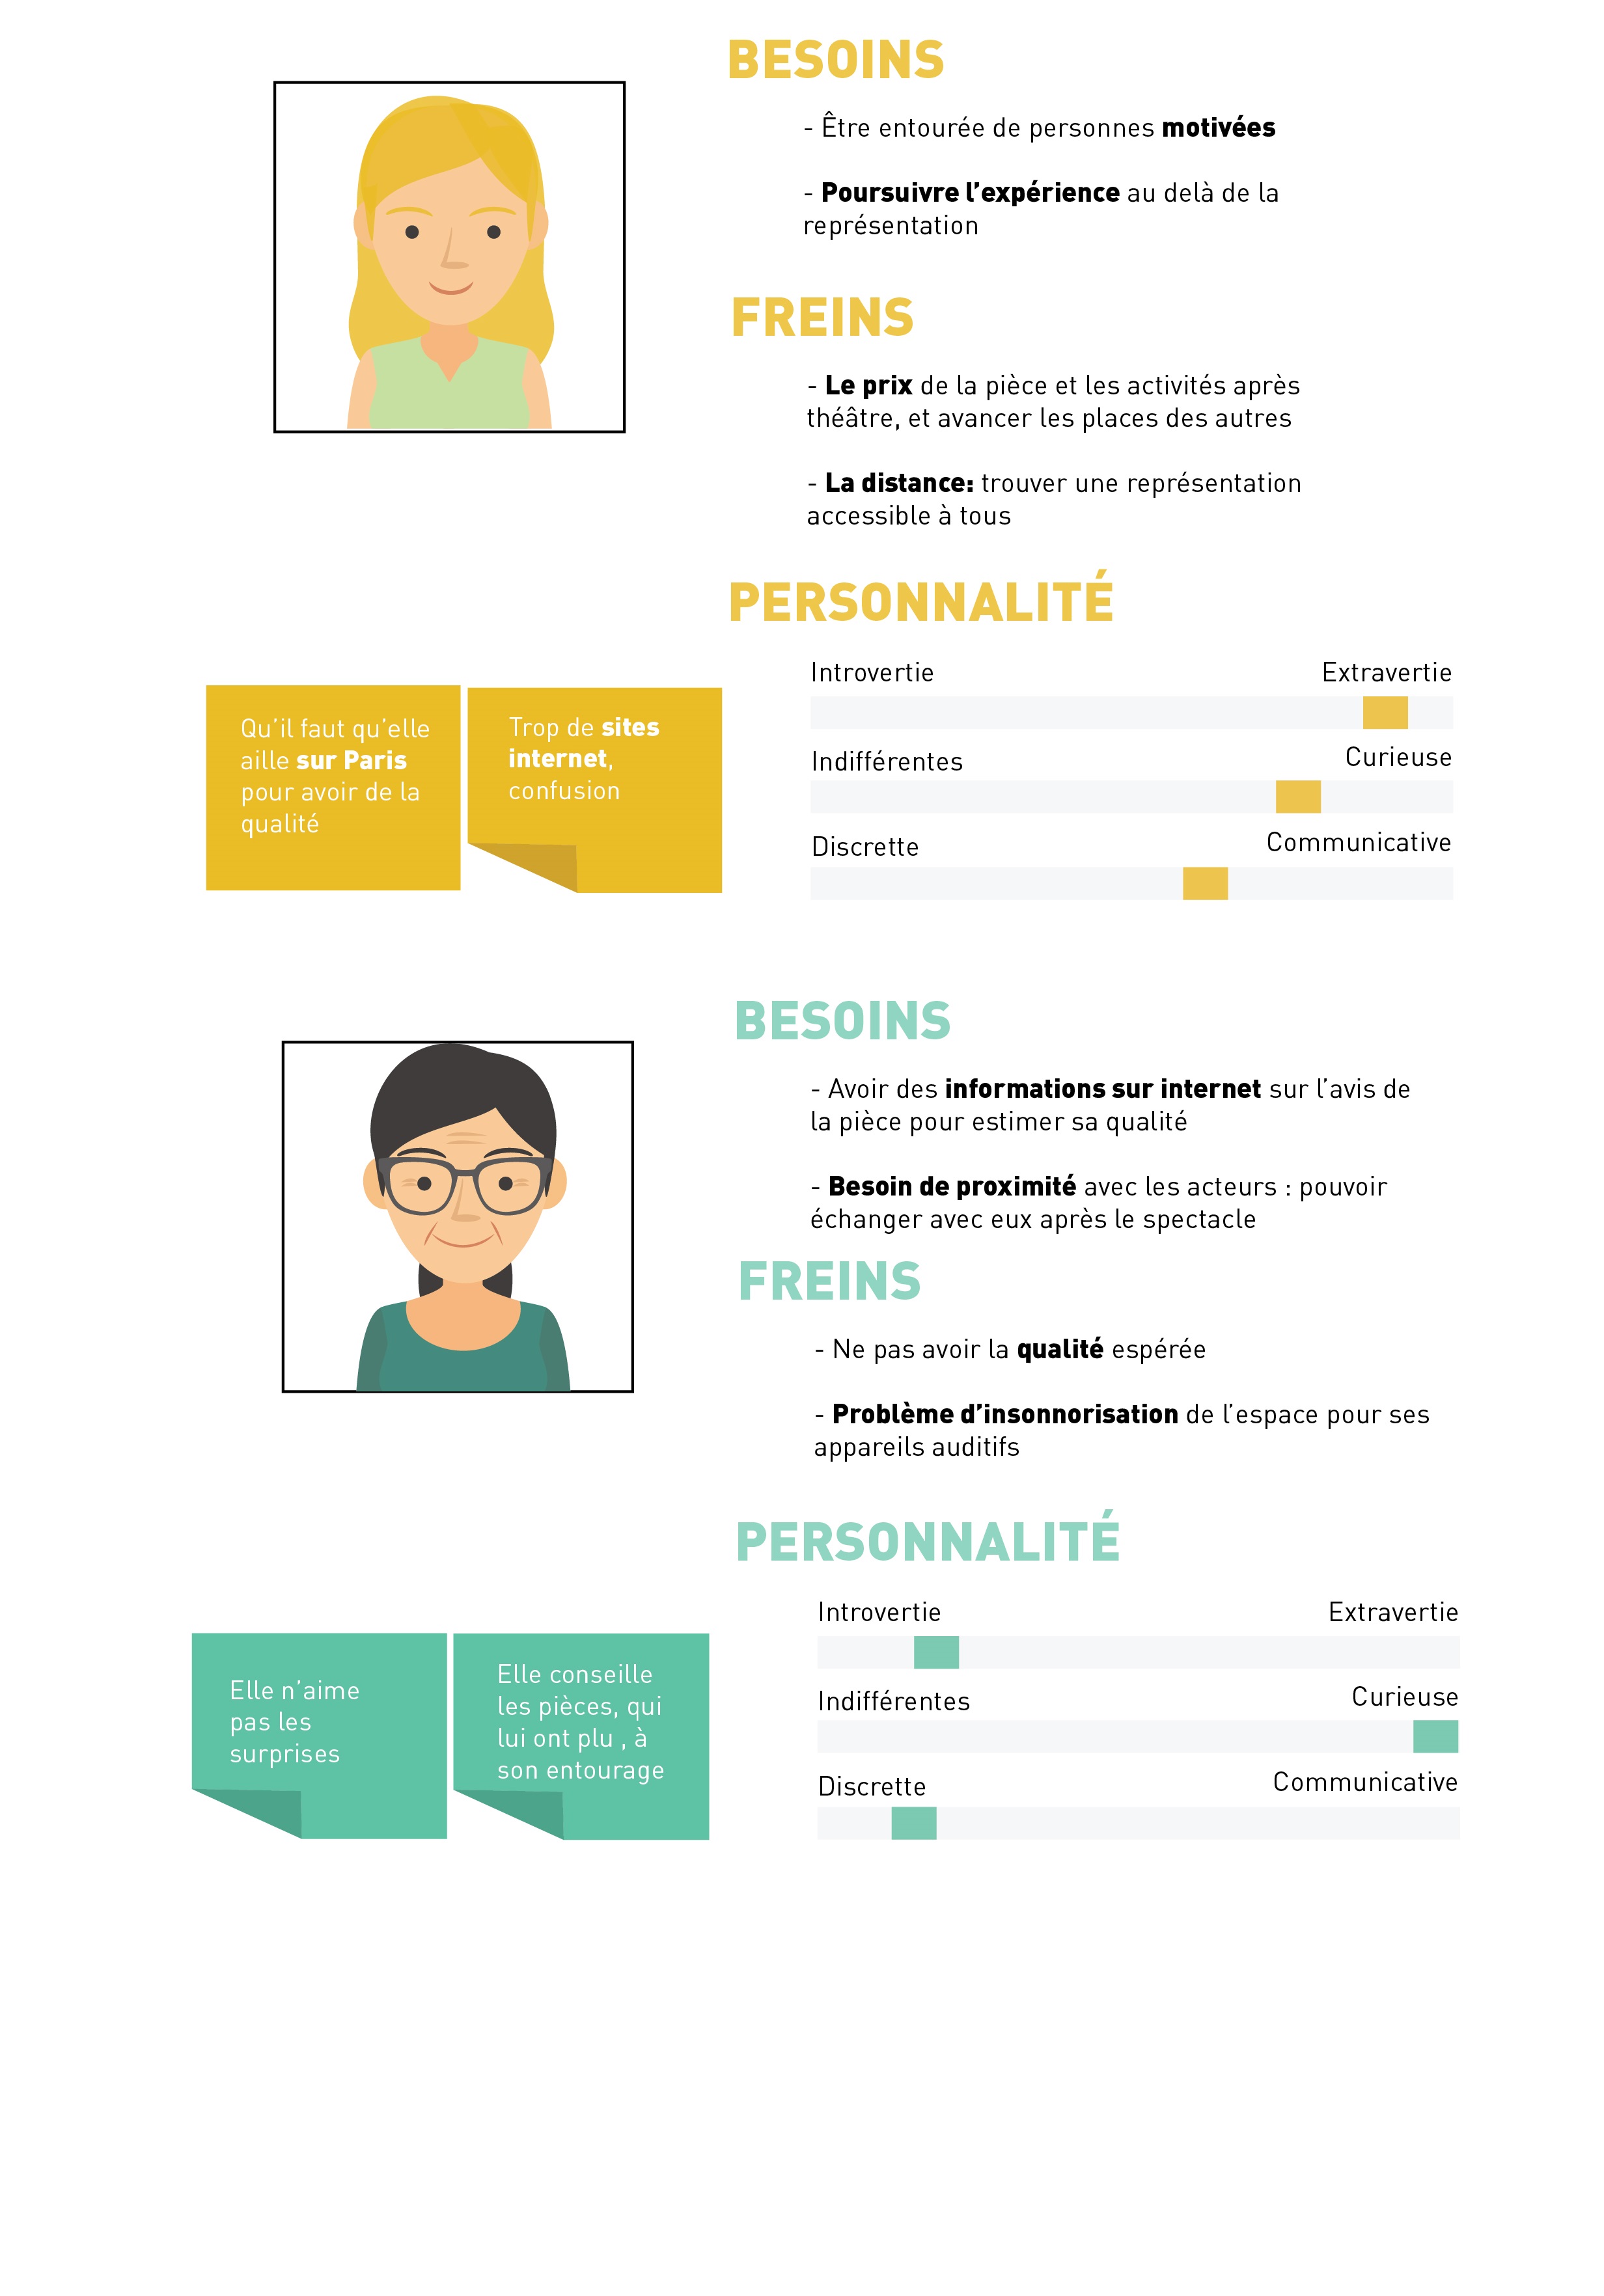 BESOINS
- Être entourée de personnes motivées
- Poursuivre l'expérience au delà de la
représentation
FREINS
- Le prix de la pièce et les activités après
théâtre, et avancer les places des autres
- La distance: trouver une représentation
accessible à tous
PERSONNALITÉ
Introvertie Extravertie
Indifférentes Curieuse
Discrette Communicative
Qu'il faut qu'elle
aille sur Paris
pour avoir de la
qualité
Trop de sites
internet,
confusion
BESOINS
- Avoir des informations sur internet sur l'avis de
la pièce pour estimer sa qualité
- Besoin de proximité avec les acteurs : pouvoir
échanger avec eux après le spectacle
FREINS
- Ne pas avoir la qualité espérée
- Problème d'insonnorisation de l'espace pour ses
appareils auditifs
PERSONNALITÉ
Introvertie Extravertie
Indifférentes Curieuse
Discrette Communicative
Elle n'aime
pas les
surprises
Elle conseille
les pièces, qui
lui ont plu , à
son entourage